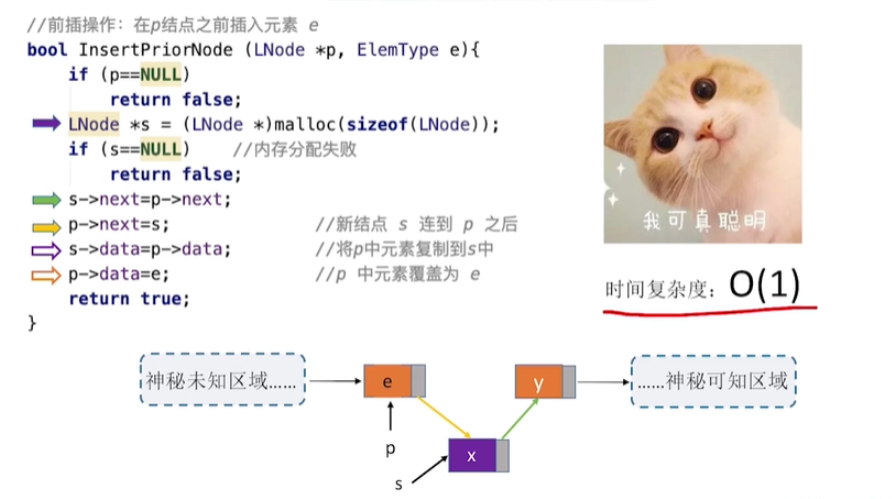 //前插操作：在p结点之前插入元素 e
bool InsertPriorNode (LNode *p, ElemType e){
if (p==NULL)
return false;
LNode *s = (LNode *)malloc(sizeof(LNode));
if (s==NULL) //内存分配失败
return false;
s->next=p->next;
p->next=s; //新结点 s 连到 p 之后
s->data=p->data; //将p中元素复制到s中
p->data=e; //p 中元素覆盖为 e
return true;
}
我可真聪明
时间复杂度：O(1)
神秘未知区域……
e
y
……神秘可知区域
p
x
s